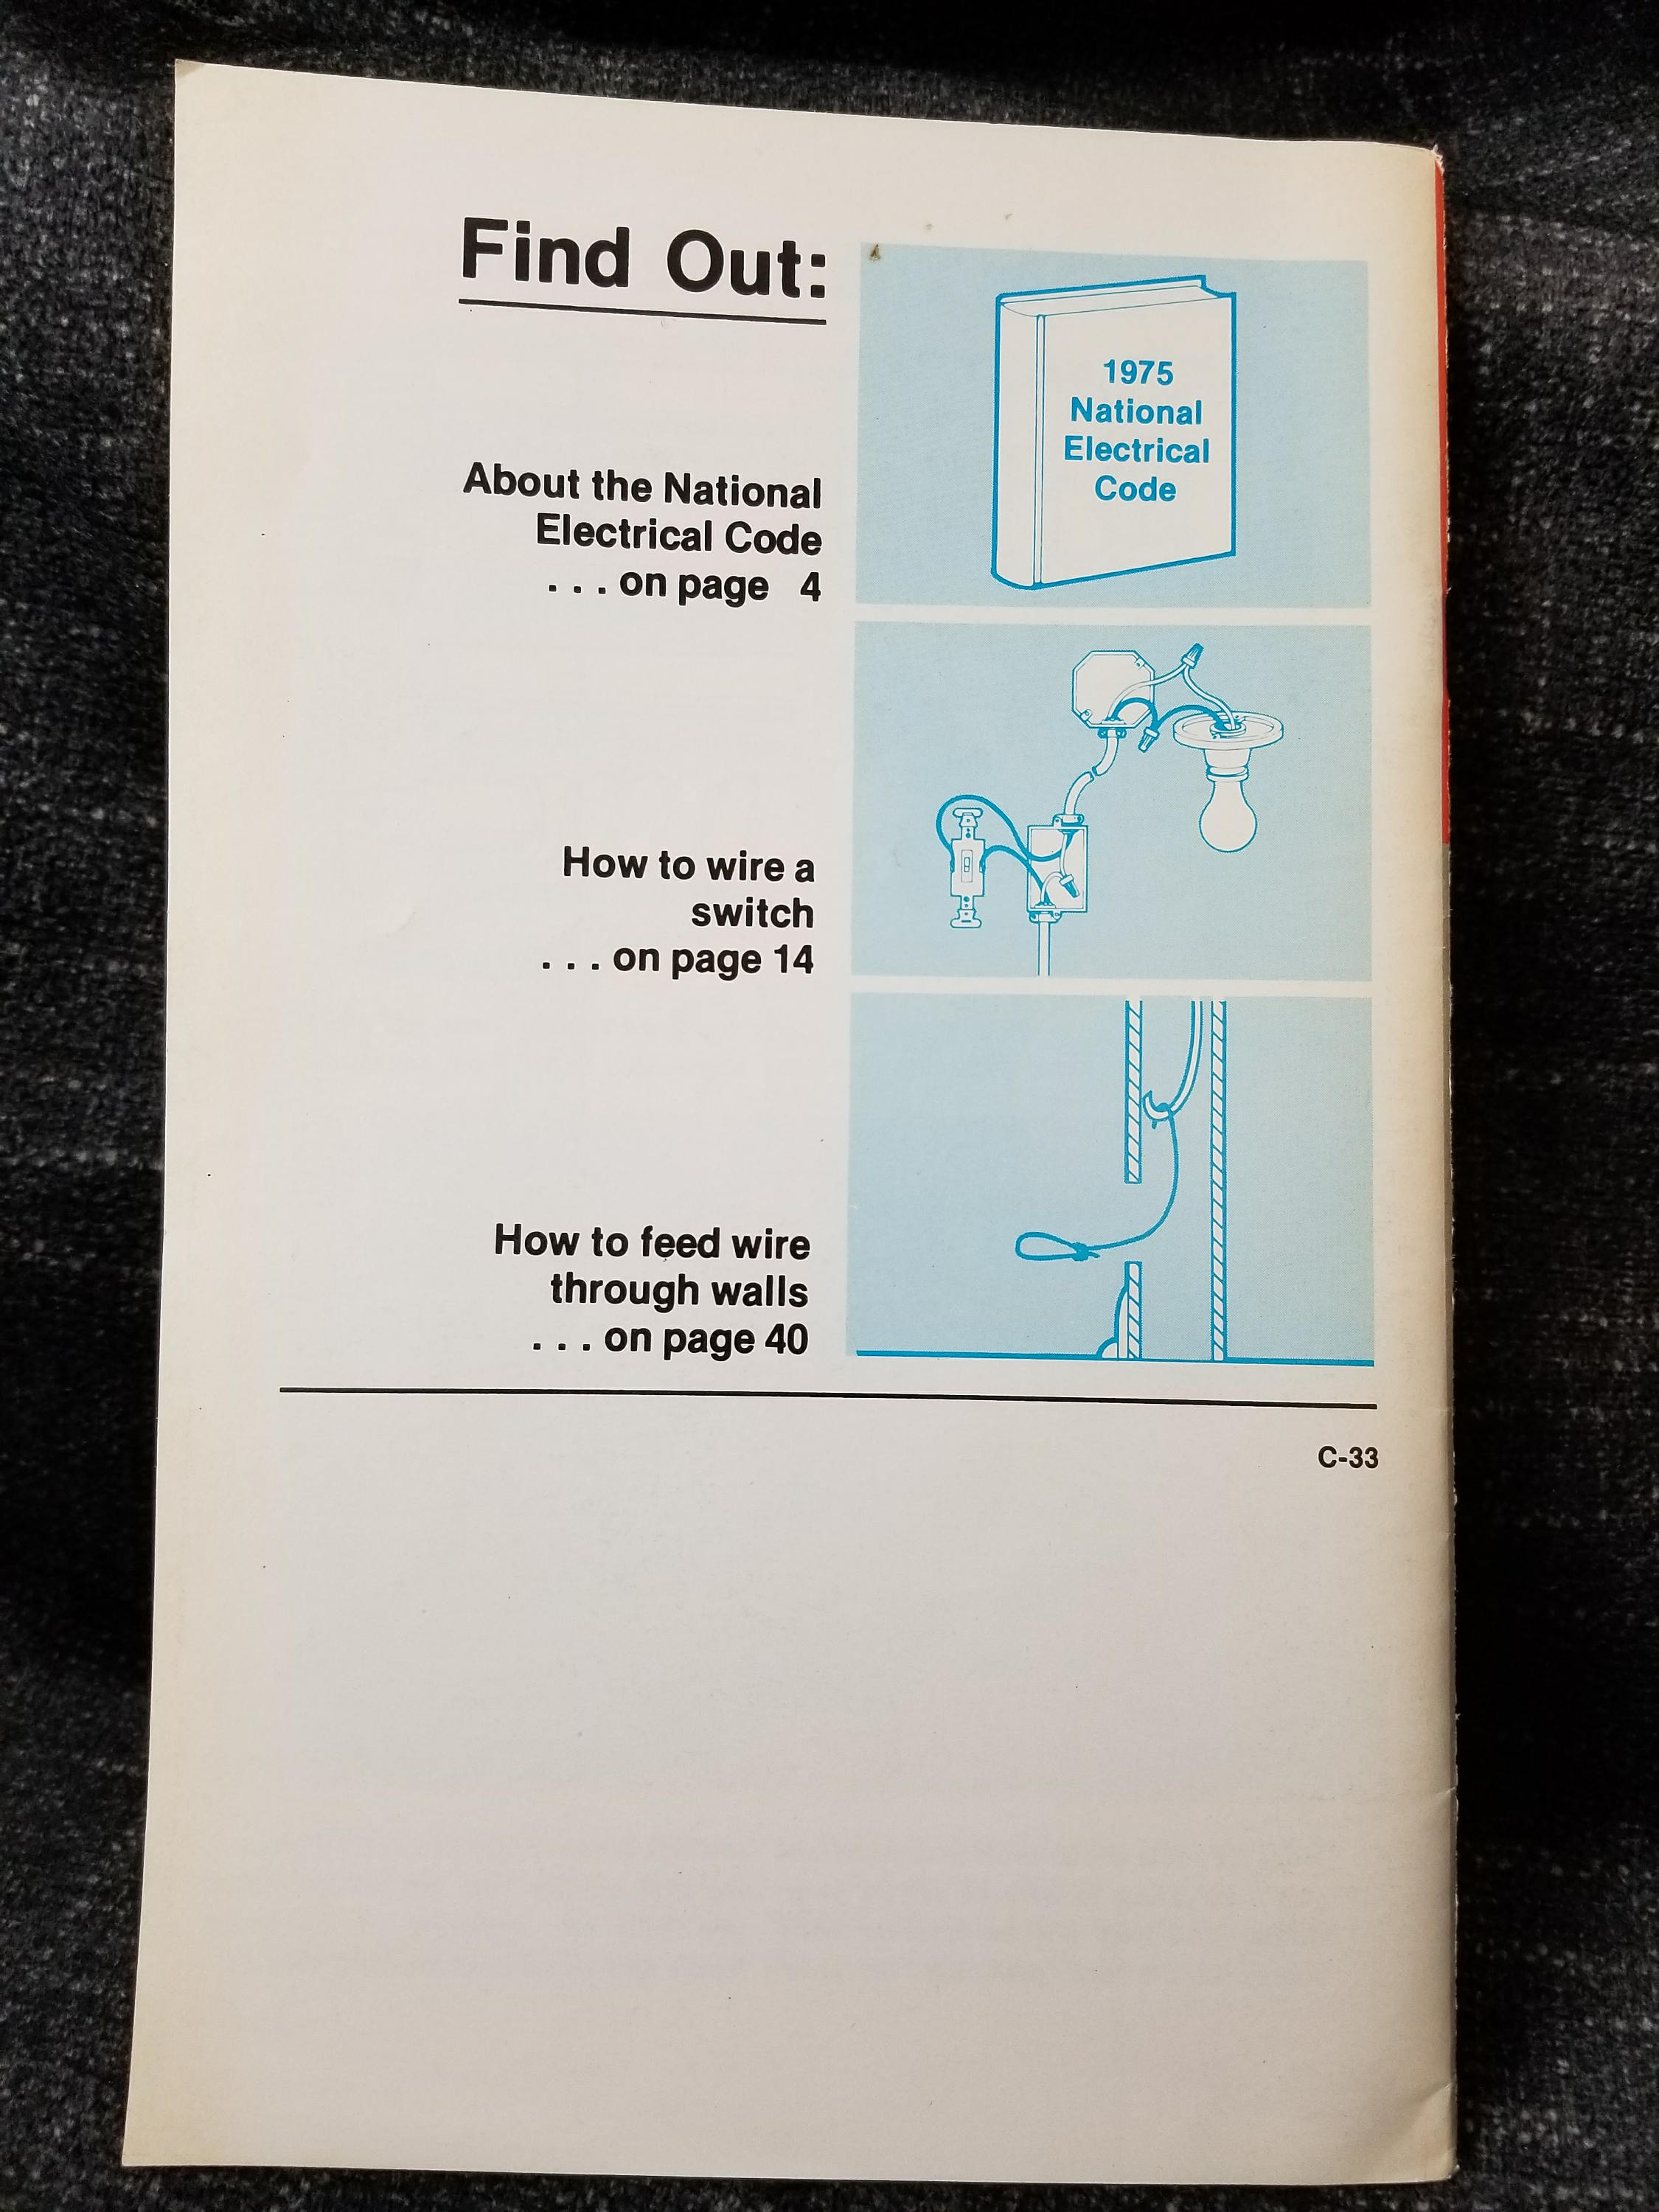 Find Out:
1975
National
Electrical
Code
About the National
Electrical Code
. . . on page 4
How to wire a
switch
. . . on page 14
How to feed wire
through walls
. . . on page 40
C-33